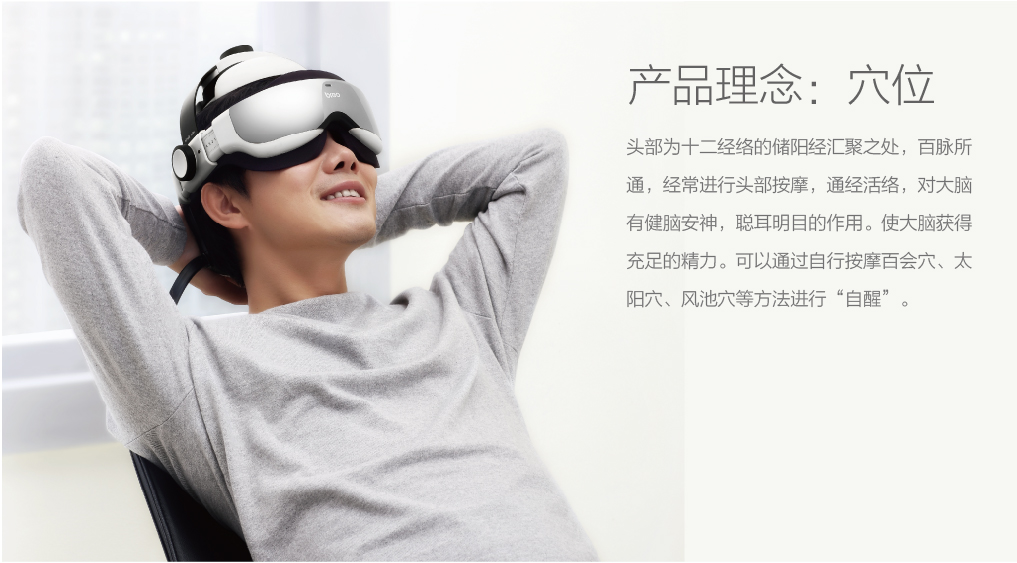 产品理念：穴位
头部为十二经络的储阳经汇聚之处，百脉所
通，经常进行头部按摩，通经活络，对大脑
有健脑安神，聪耳明目的作用。使大脑获得
充足的精力。可以通过自行按摩百会穴、太
阳穴、风池穴等方法进行“自醒”。